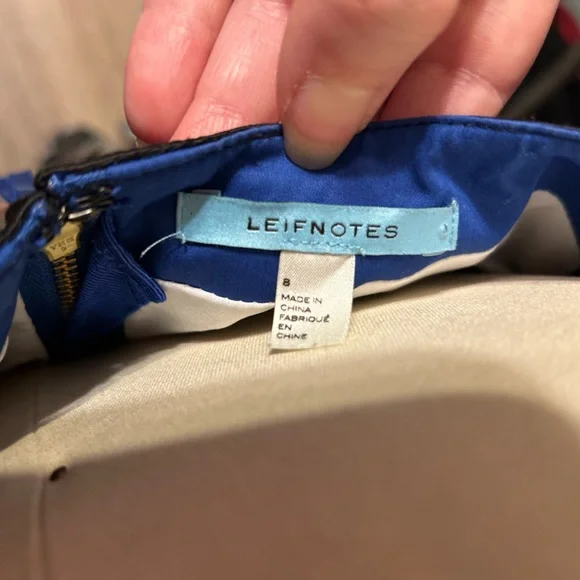 LEIFNOTES
8
MADE IN
CHINA
FABRIQUÉ
EN
CHINE